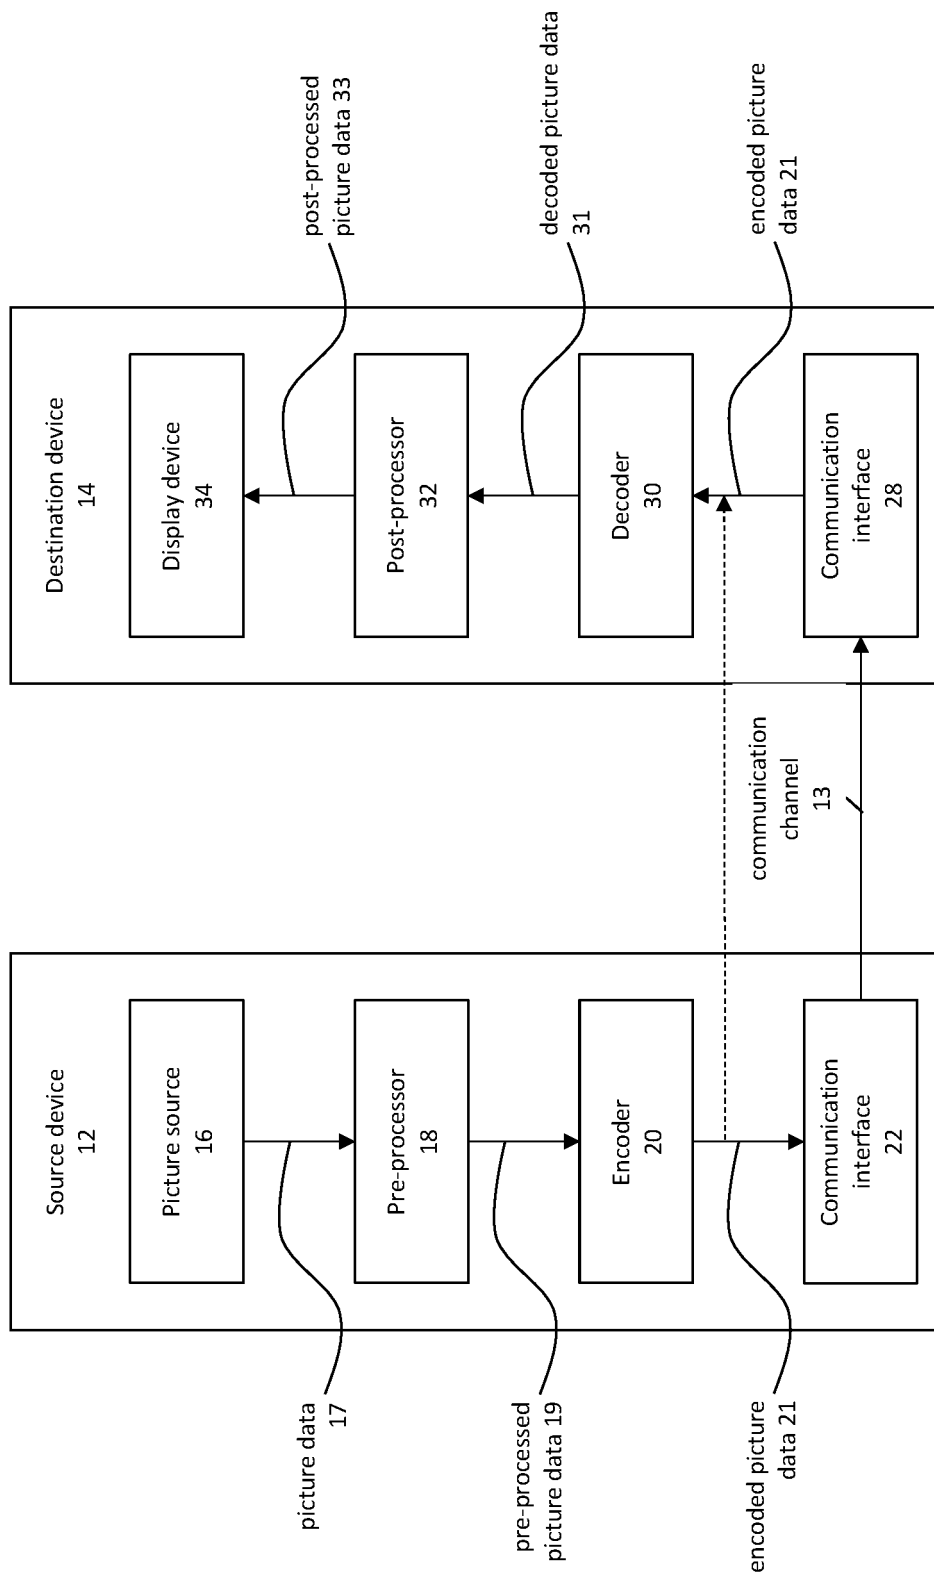 Source device
12
Picture source
16
picture data
17
Pre-processor
18
pre-processed
picture data 19
Encoder
20
encoded picture
data 21
Communication
interface
22
communication
channel
13
Destination device
14
Display device
34
post-processed
picture data 33
Post-processor
32
decoded picture data
31
Decoder
30
encoded picture
data 21
Communication
interface
28